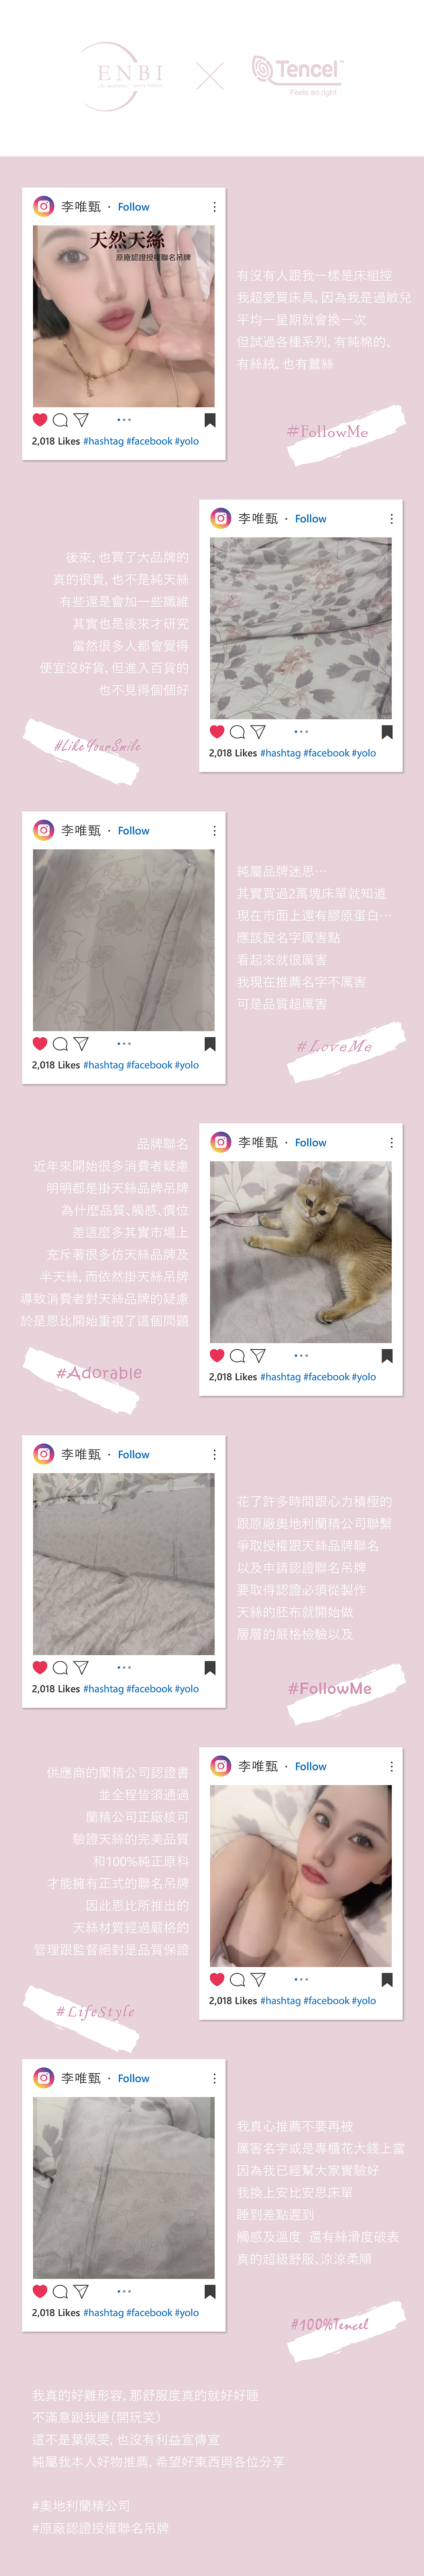 ENBI
Tencel™
Feels so right
李唯甄 · Follow
天然天絲
原廠認證授權聯名吊牌
2,018 Likes #hashtag #facebook #yolo
有沒有人跟我一樣是床組控
我超愛買床具, 因為我是過敏兒
平均一星期就會換一次
但試過各種系列, 有純棉的、
有絲絨, 也有蠶絲
#FollowMe
李唯甄 · Follow
後來, 也買了大品牌的
真的很貴, 也不是純天絲
有些還是會加一些纖維
其實也是後來才研究
當然很多人都會覺得
便宜沒好貨, 但進入百貨的
也不見得個個好
#LikeYourSmile
2,018 Likes #hashtag #facebook #yolo
李唯甄 · Follow
純屬品牌迷思⋯
其實買過2萬塊床單就知道
現在市面上還有膠原蛋白⋯
應該說名字厲害點
看起來就很厲害
我現在推薦名字不厲害
可是品質超厲害
#LoveMe
2,018 Likes #hashtag #facebook #yolo
李唯甄 · Follow
品牌聯名
近年來開始很多消費者疑慮
明明都是掛天絲品牌吊牌
為什麼品質、觸感、價位
差這麼多其實市場上
充斥著很多仿天絲品牌及
半天絲, 而依然掛天絲吊牌
導致消費者對天絲品牌的疑慮
於是恩比開始重視了這個問題
#Adorable
2,018 Likes #hashtag #facebook #yolo
李唯甄 · Follow
花了許多時間跟心力積極的
跟原廠奧地利蘭精公司聯繫
爭取授權跟天絲品牌聯名
以及申請認證聯名吊牌
要取得認證必須從製作
天絲的胚布就開始做
層層的嚴格檢驗以及
#FollowMe
2,018 Likes #hashtag #facebook #yolo
李唯甄 · Follow
供應商的蘭精公司認證書
並全程皆須通過
蘭精公司正廠核可
驗證天絲的完美品質
和100%純正原料
才能擁有正式的聯名吊牌
因此恩比所推出的
天絲材質經過嚴格的
管理跟監督絕對是品質保證
#LifeStyle
2,018 Likes #hashtag #facebook #yolo
李唯甄 · Follow
我真心推薦不要再被
厲害名字或是專櫃花大錢上當
因為我已經幫大家實驗好
我換上安比安思床單
睡到差點遲到
觸感及溫度 還有絲滑度破表
真的超級舒服、涼涼柔順
#100%Tencel
2,018 Likes #hashtag #facebook #yolo
我真的好難形容, 那舒服度真的就好好睡
不滿意跟我睡（開玩笑）
這不是葉佩雯, 也沒有利益宣傳宣
純屬我本人好物推薦, 希望好東西與各位分享
#奧地利蘭精公司
#原廠認證授權聯名吊牌